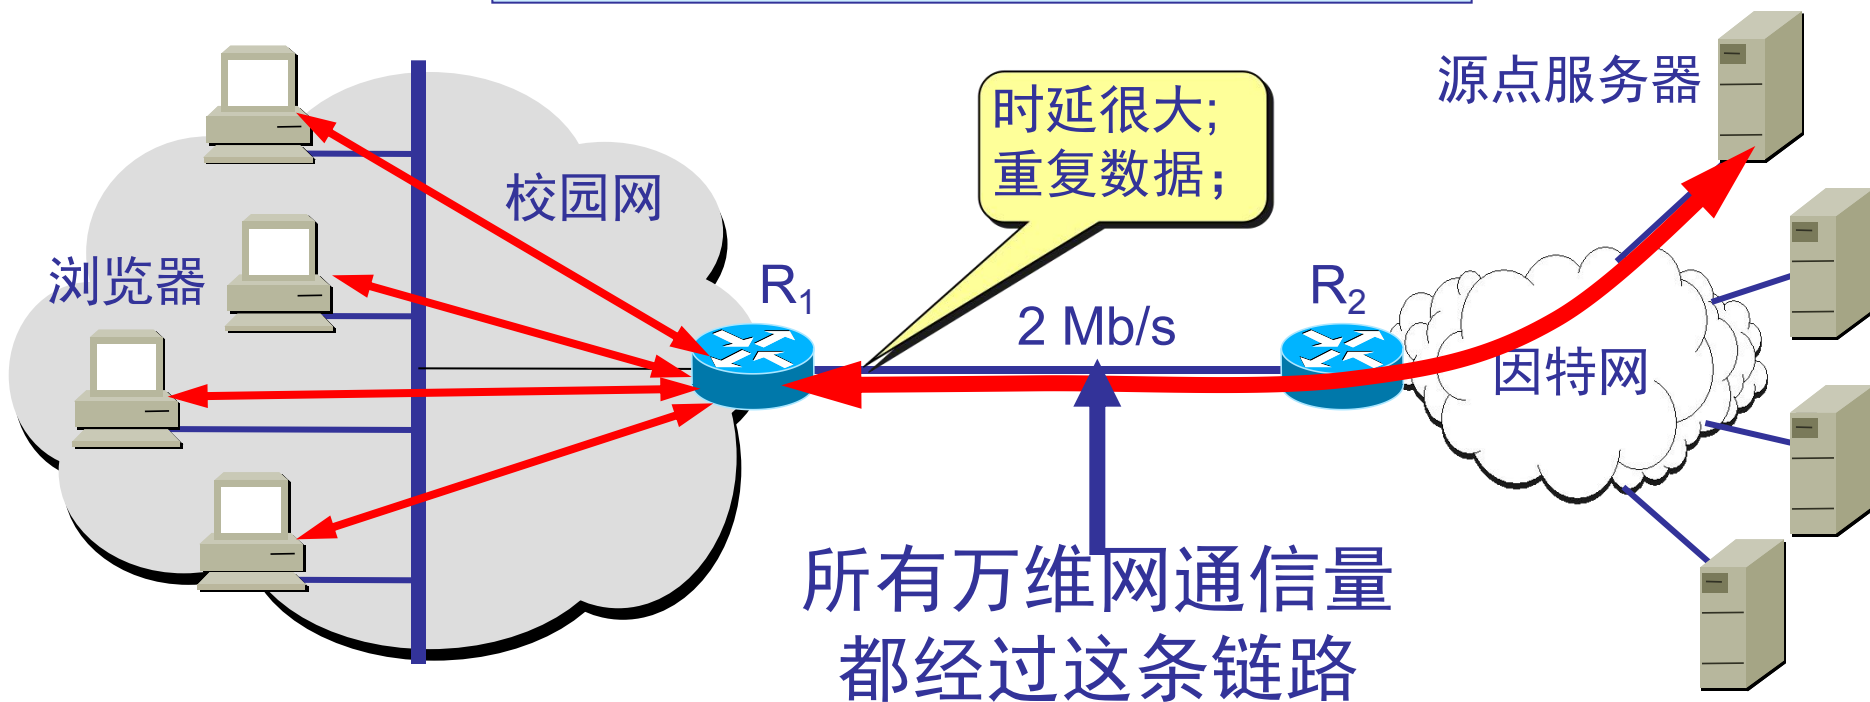 源点服务器
时延很大;
重复数据；
校园网
浏览器
R1
2 Mb/s
R2
因特网
所有万维网通信量
都经过这条链路